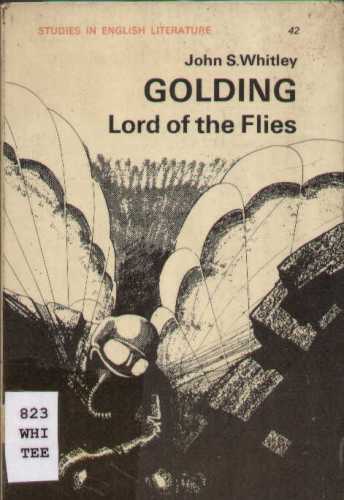 STUDIES IN ENGLISH LITERATURE 42
John S. Whitley
GOLDING
Lord of the Flies
823
WHI
TEE